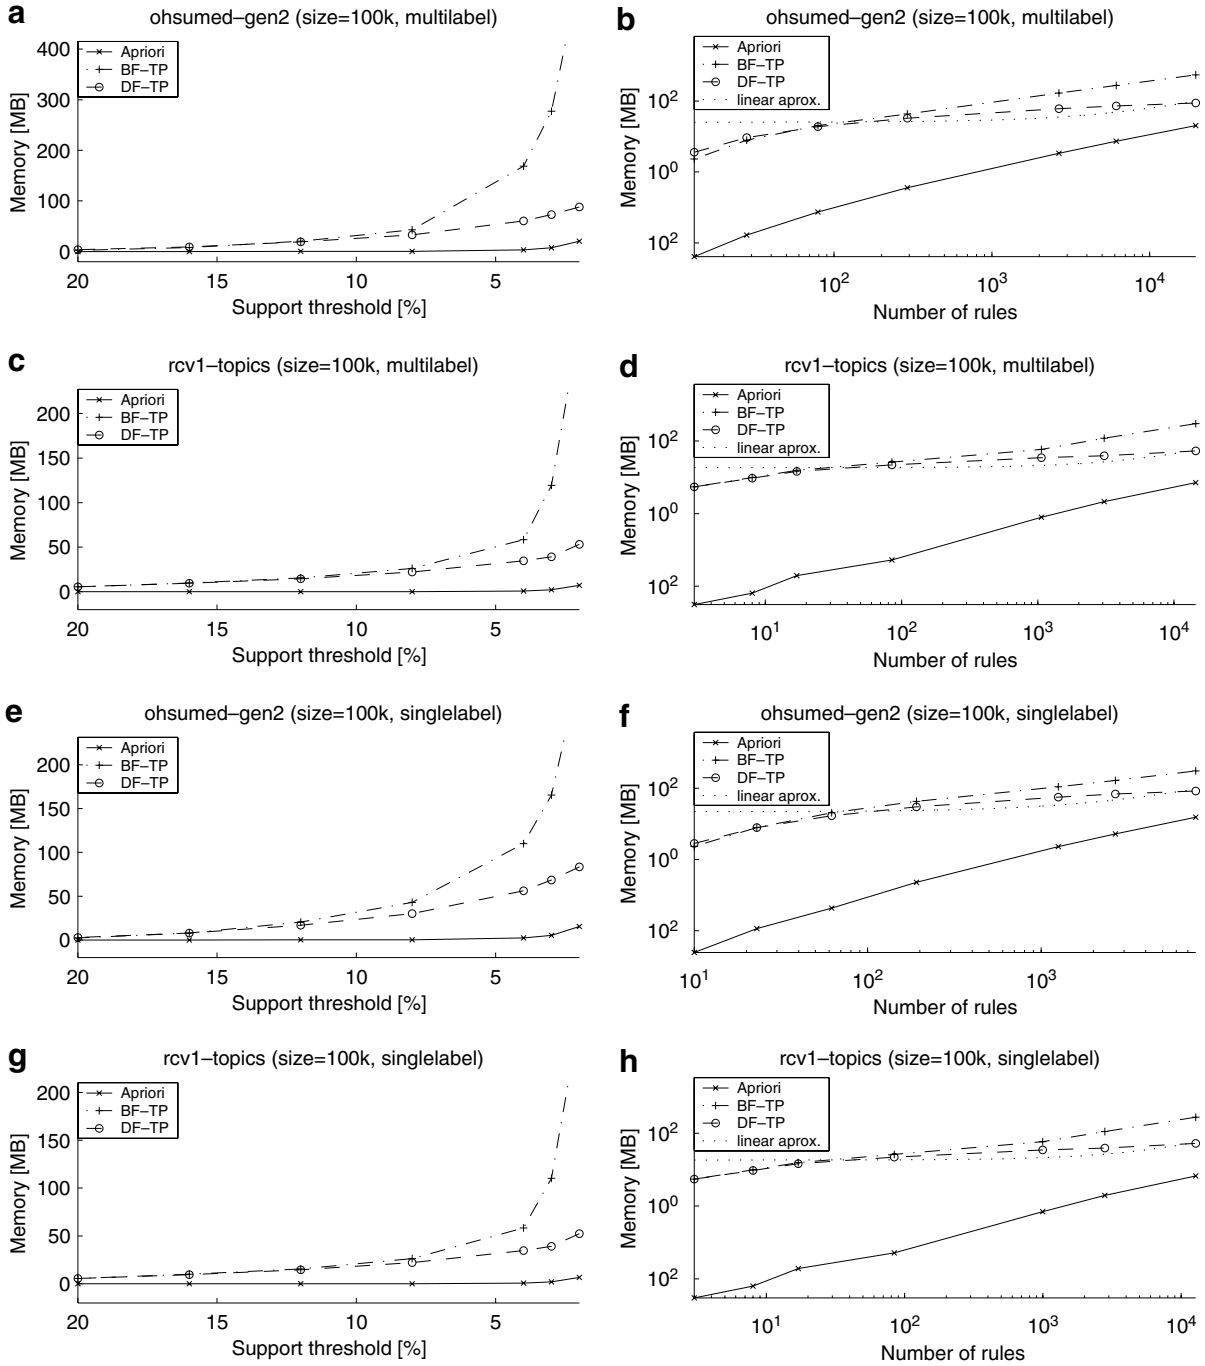 a
ohsumed–gen2 (size=100k, multilabel)
Apriori
BF–TP
DF–TP
400
300
200
100
0
Memory [MB]
20
15
10
5
Support threshold [%]
b
ohsumed–gen2 (size=100k, multilabel)
Apriori
BF–TP
DF–TP
linear aprox.
10²
10⁰
10²
Memory [MB]
10²
10³
10⁴
Number of rules
c
rcv1–topics (size=100k, multilabel)
Apriori
BF–TP
DF–TP
200
150
100
50
0
Memory [MB]
20
15
10
5
Support threshold [%]
d
rcv1–topics (size=100k, multilabel)
Apriori
BF–TP
DF–TP
linear aprox.
10²
10⁰
10²
Memory [MB]
10¹
10²
10³
10⁴
Number of rules
e
ohsumed–gen2 (size=100k, singlelabel)
Apriori
BF–TP
DF–TP
200
150
100
50
0
Memory [MB]
20
15
10
5
Support threshold [%]
f
ohsumed–gen2 (size=100k, singlelabel)
Apriori
BF–TP
DF–TP
linear aprox.
10²
10⁰
10²
Memory [MB]
10¹
10²
10³
Number of rules
g
rcv1–topics (size=100k, singlelabel)
Apriori
BF–TP
DF–TP
200
150
100
50
0
Memory [MB]
20
15
10
5
Support threshold [%]
h
rcv1–topics (size=100k, singlelabel)
Apriori
BF–TP
DF–TP
linear aprox.
10²
10⁰
10²
Memory [MB]
10¹
10²
10³
10⁴
Number of rules